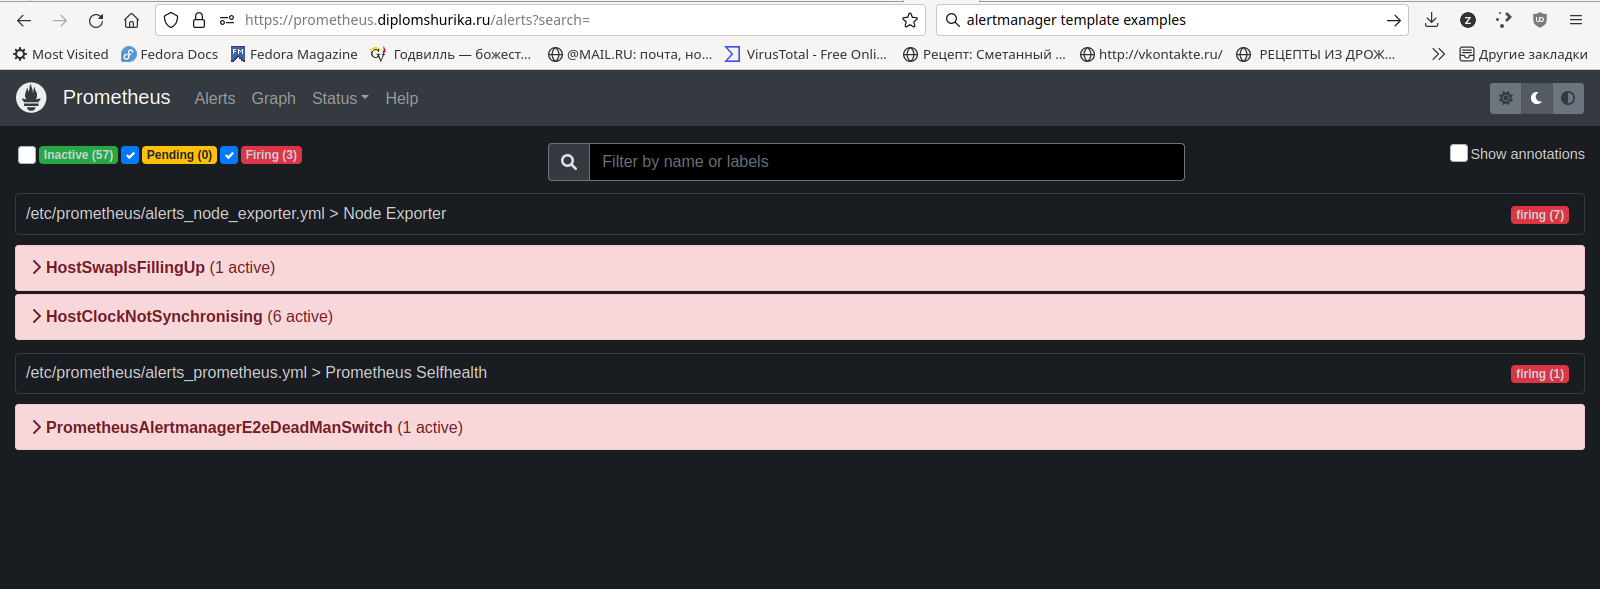 https://prometheus.diplomshurika.ru/alerts?search=
alertmanager template examples
Most Visited
Fedora Docs
Fedora Magazine
Годвилль — божест...
@MAIL.RU: почта, но...
VirusTotal - Free Onli...
Рецепт: Сметанный ...
http://vkontakte.ru/
РЕЦЕПТЫ ИЗ ДРОЖ...
Другие закладки
Prometheus
Alerts
Graph
Status
Help
Inactive (57)
Pending (0)
Firing (3)
Filter by name or labels
Show annotations
/etc/prometheus/alerts_node_exporter.yml > Node Exporter
firing (7)
HostSwapIsFillingUp (1 active)
HostClockNotSynchronising (6 active)
/etc/prometheus/alerts_prometheus.yml > Prometheus Selfhealth
firing (1)
PrometheusAlertmanagerE2eDeadManSwitch (1 active)